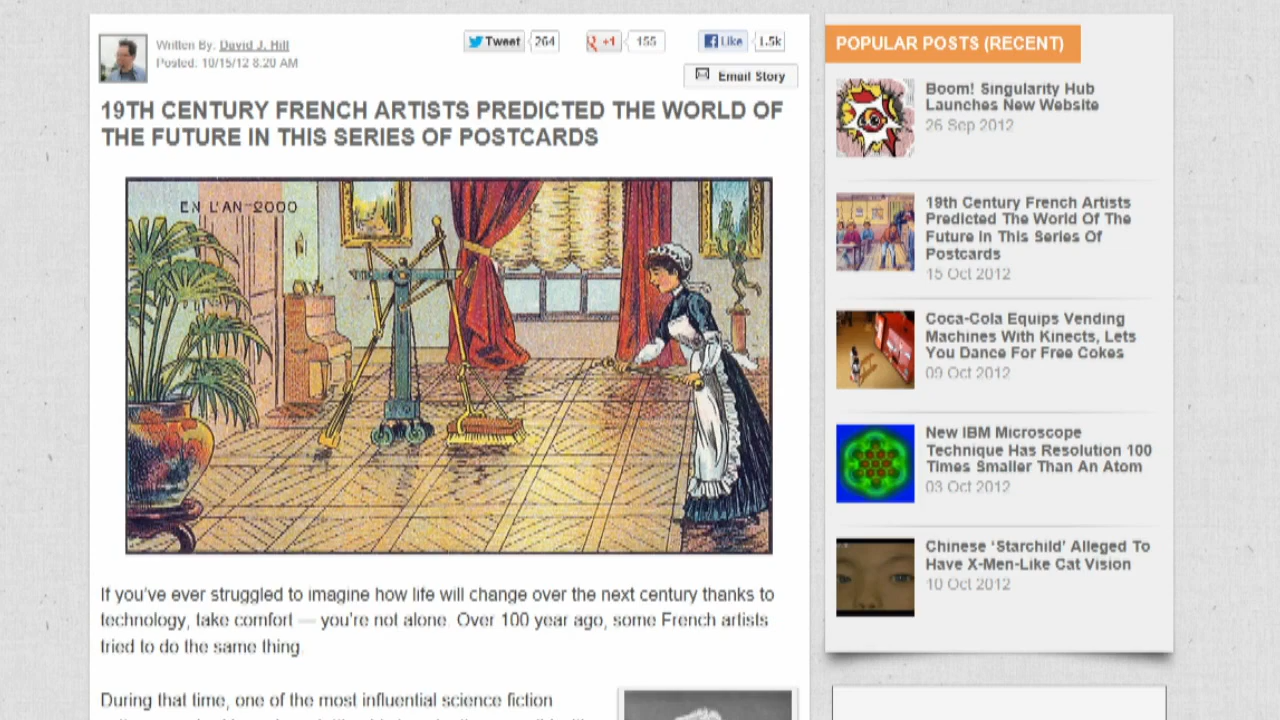 Written By: David J. Hill
Posted: 10/15/12 8:20 AM
Tweet 264
+1 155
Like 1.5k
Email Story
19TH CENTURY FRENCH ARTISTS PREDICTED THE WORLD OF
THE FUTURE IN THIS SERIES OF POSTCARDS
EN L'AN 2000
If you've ever struggled to imagine how life will change over the next century thanks to
technology, take comfort — you're not alone. Over 100 year ago, some French artists
tried to do the same thing.
During that time, one of the most influential science fiction
POPULAR POSTS (RECENT)
Boom! Singularity Hub
Launches New Website
26 Sep 2012
19th Century French Artists
Predicted The World Of The
Future In This Series Of
Postcards
15 Oct 2012
Coca-Cola Equips Vending
Machines With Kinects, Lets
You Dance For Free Cokes
09 Oct 2012
New IBM Microscope
Technique Has Resolution 100
Times Smaller Than An Atom
03 Oct 2012
Chinese ‘Starchild’ Alleged To
Have X-Men-Like Cat Vision
10 Oct 2012